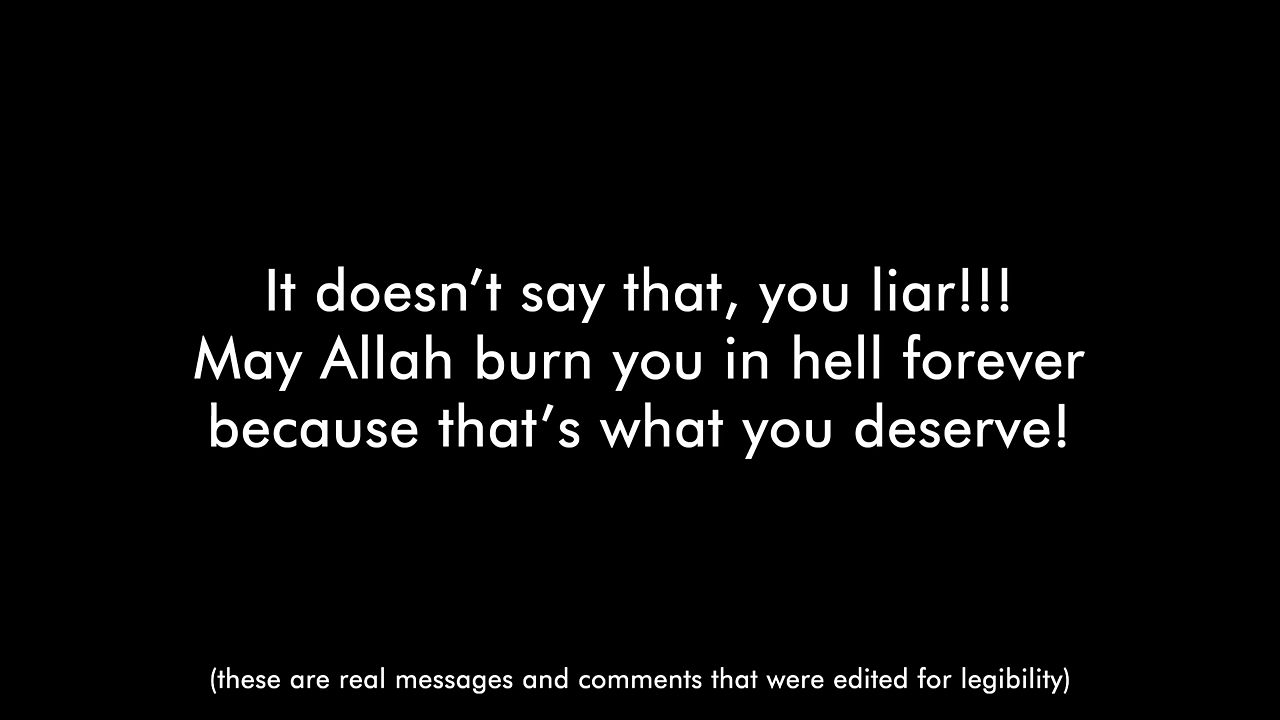 It doesn’t say that, you liar!!!
May Allah burn you in hell forever
because that’s what you deserve!
(these are real messages and comments that were edited for legibility)